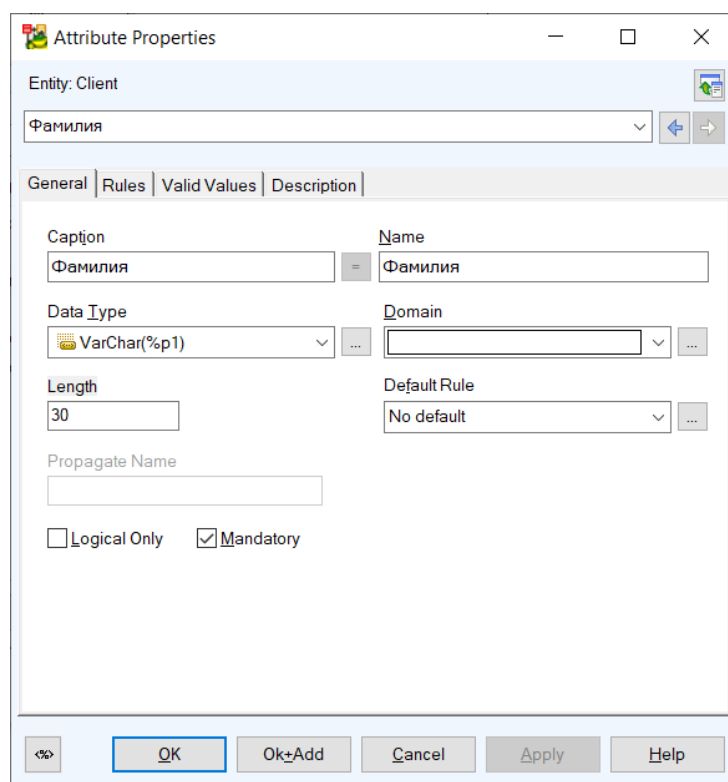 Attribute Properties
Entity: Client
Фамилия
General Rules Valid Values Description
Caption Name
Фамилия = Фамилия
Data Type Domain
VarChar(%p1) ... ...
Length Default Rule
30 No default ...
Propagate Name
Logical Only Mandatory
<%> OK Ok+Add Cancel Apply Help